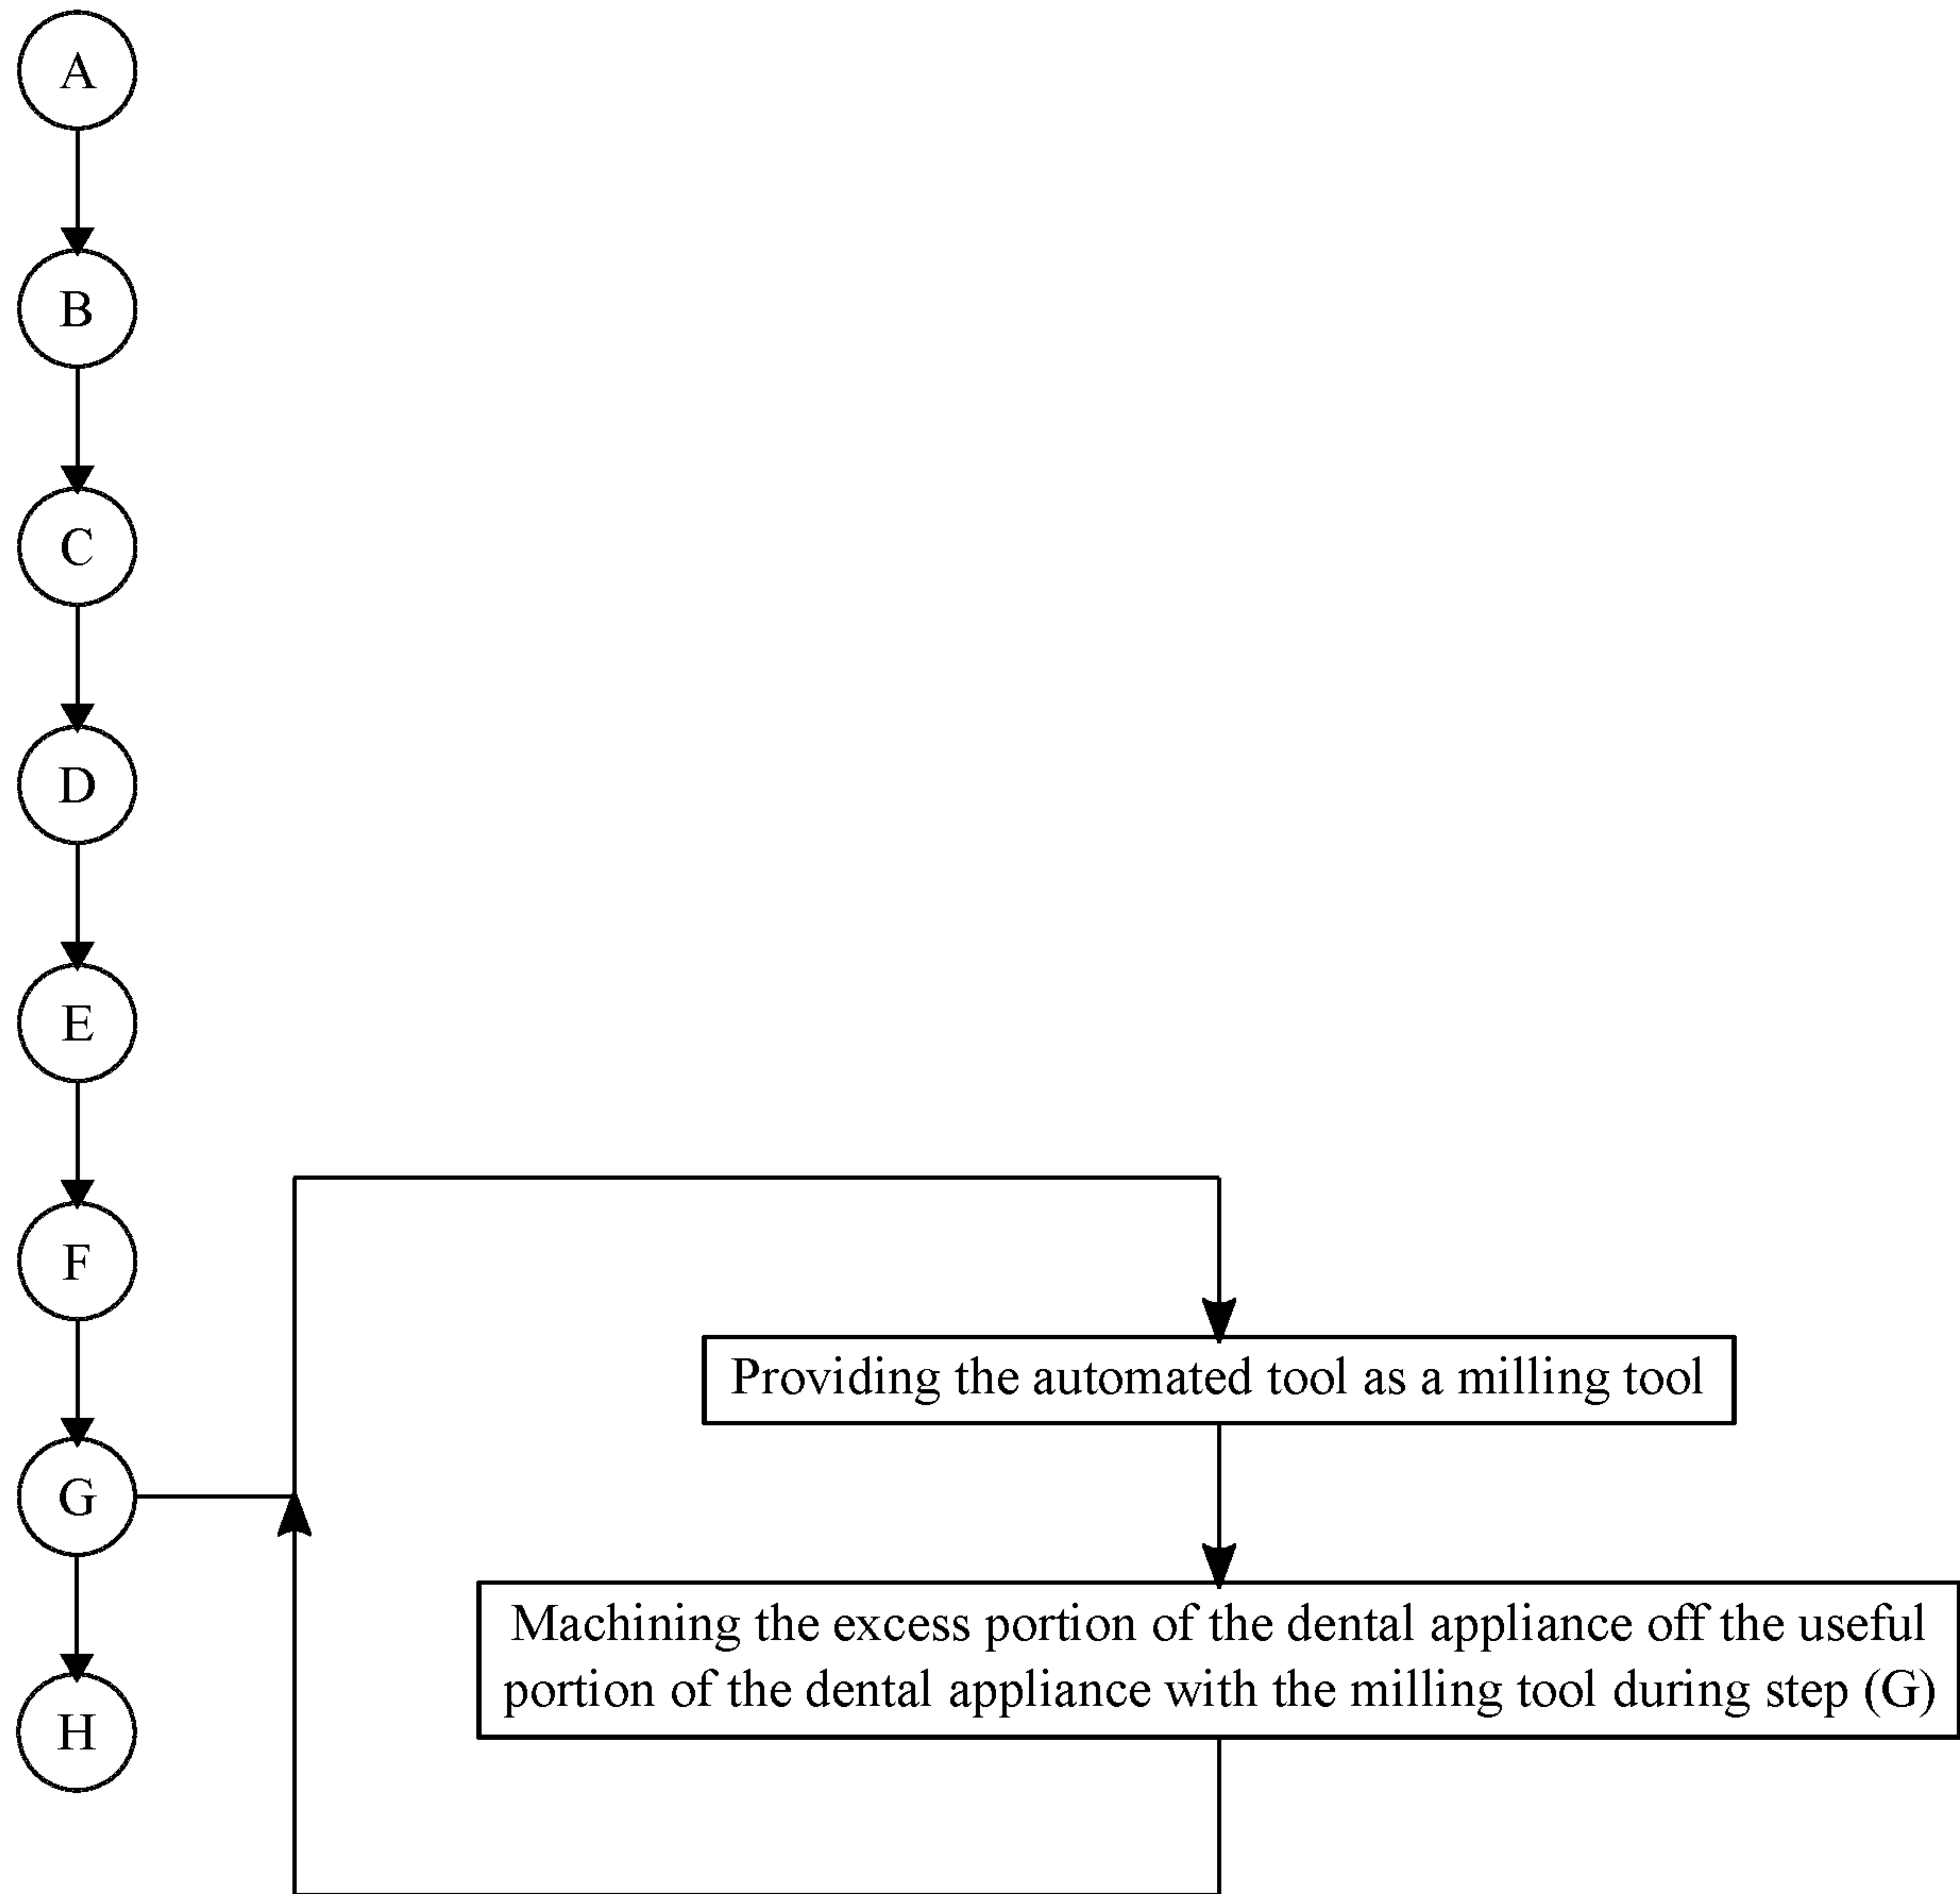 A
B
C
D
E
F
Providing the automated tool as a milling tool
G
Machining the excess portion of the dental appliance off the useful
portion of the dental appliance with the milling tool during step (G)
H